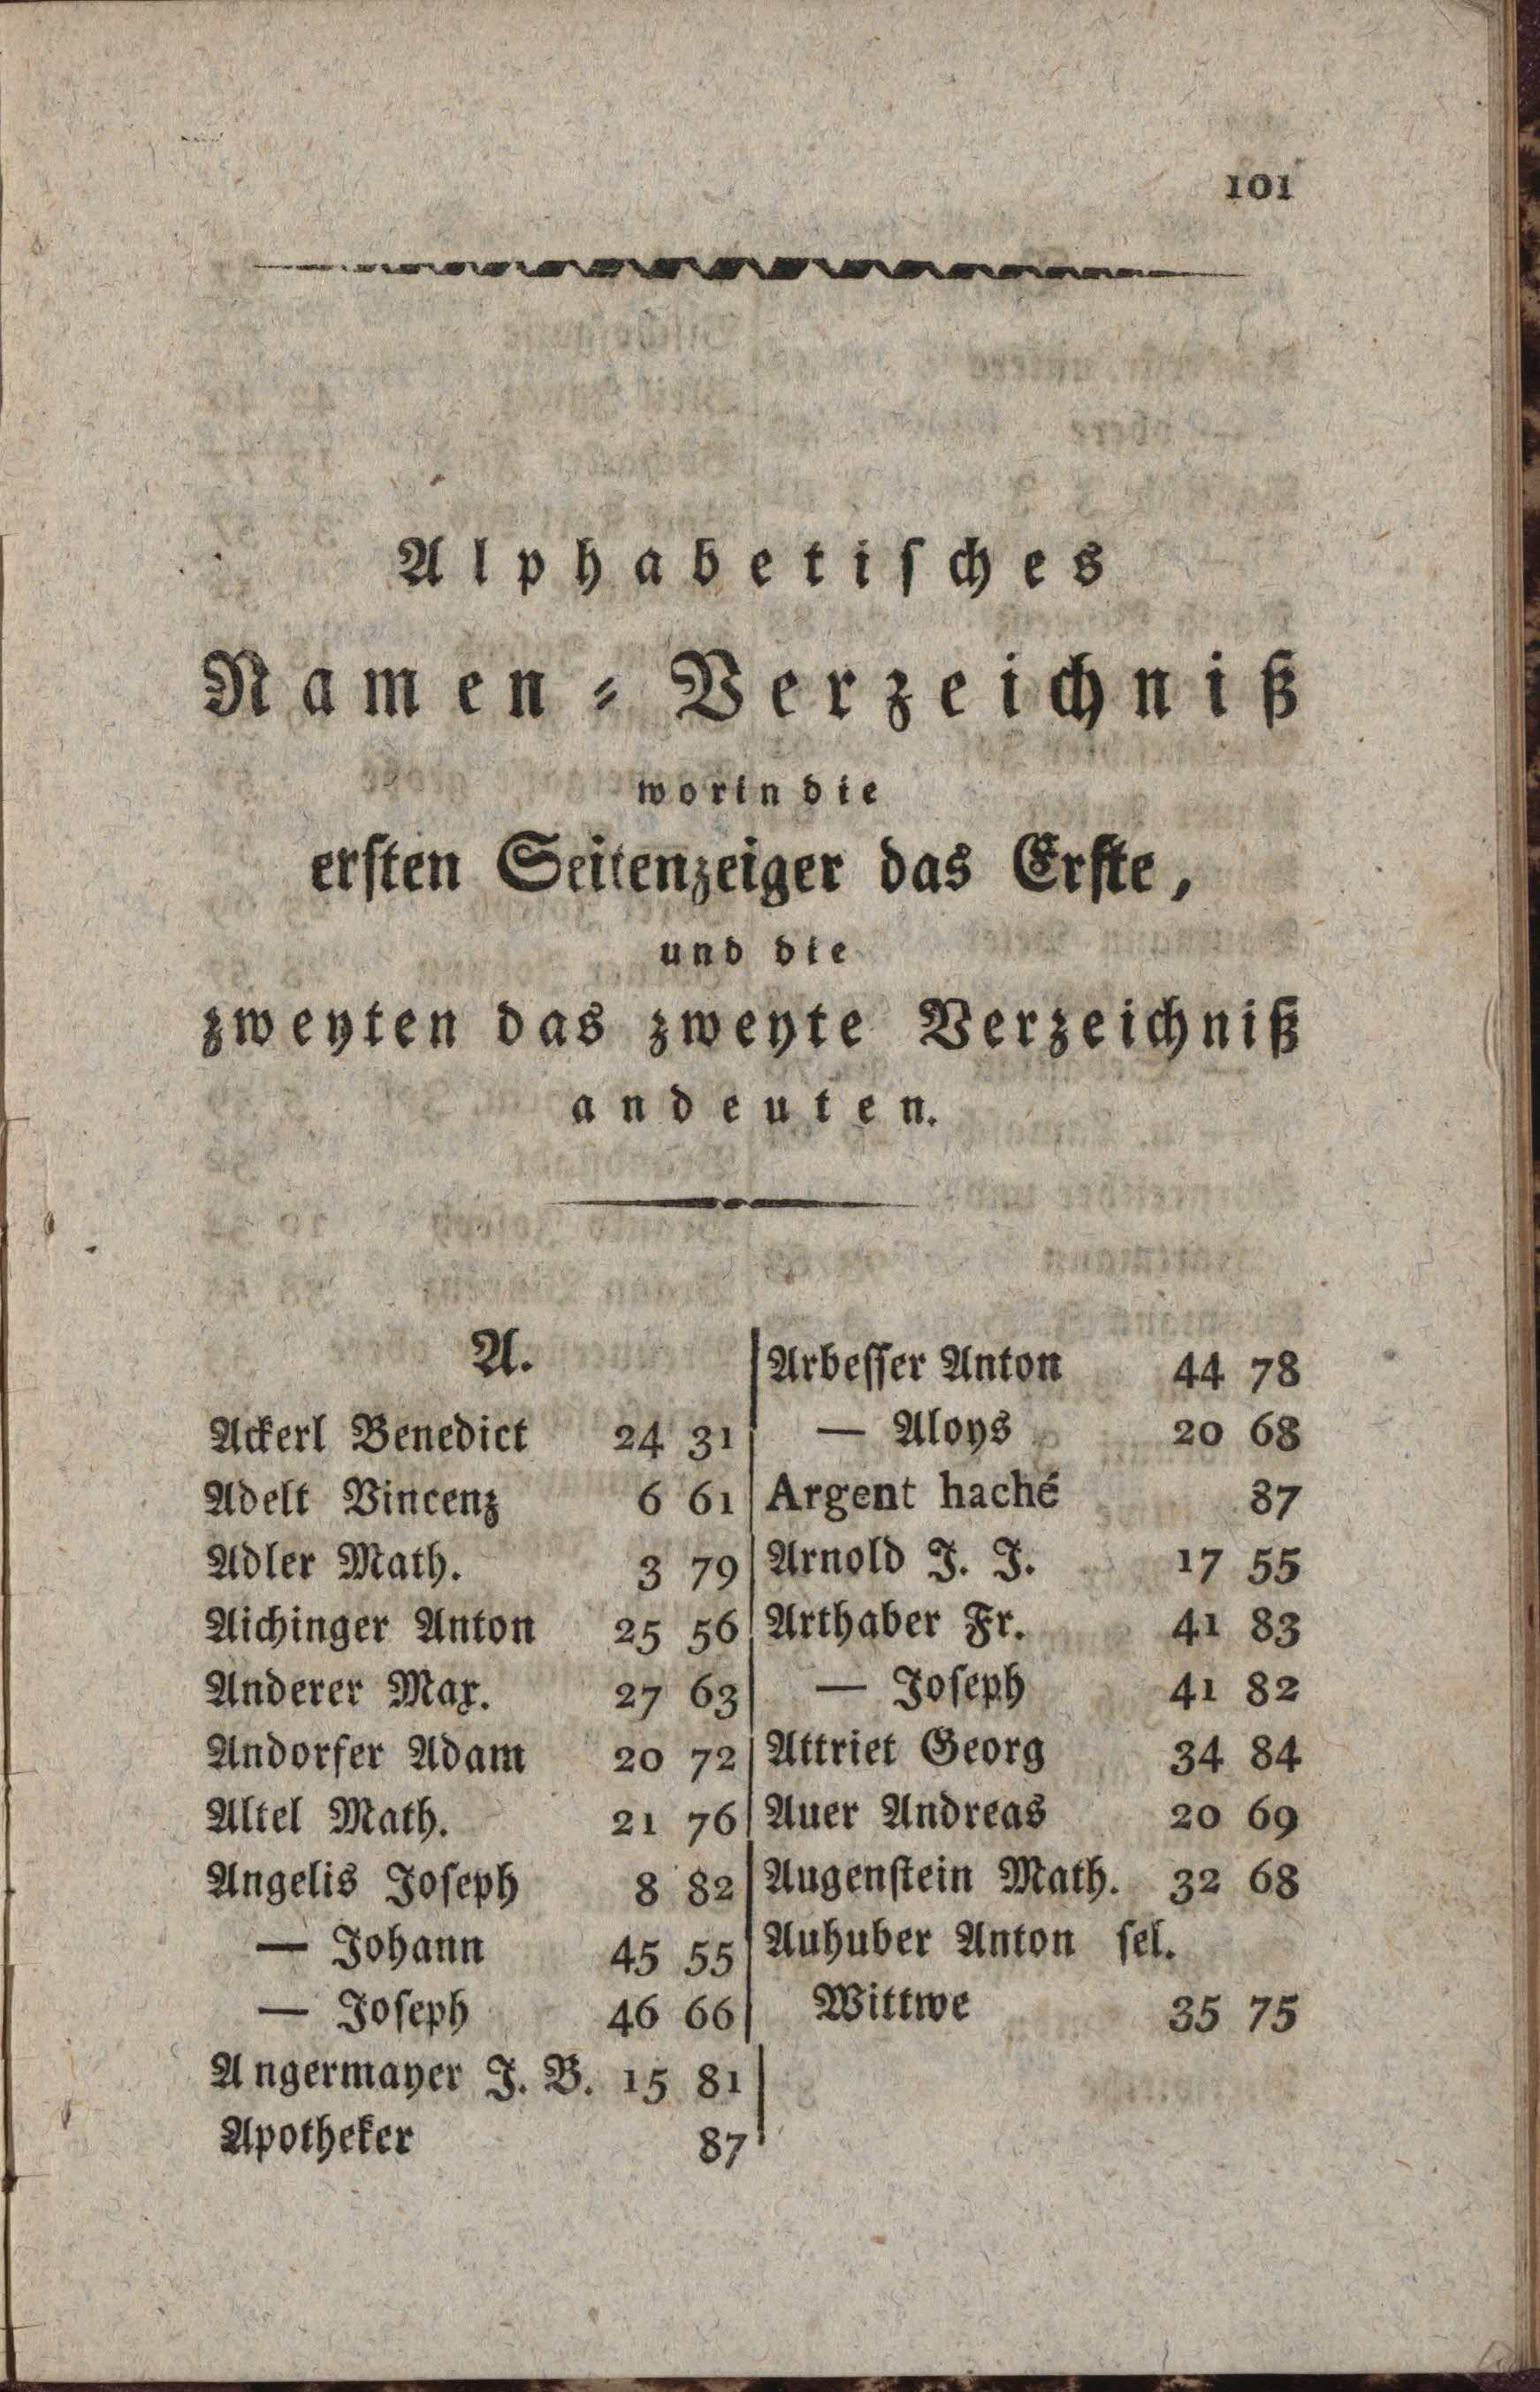 101
Alphabetisches
Namen-Verzeichniß
worin die
ersten Seitenzeiger das Erste,
und die
zweyten das zweyte Verzeichniß
andeuten.
A.
Ackerl Benedict 24 31
Adelt Vincenz 6 61
Adler Math. 3 79
Aichinger Anton 25 56
Anderer Max. 27 63
Andorfer Adam 20 72
Altel Math. 21 76
Angelis Joseph 8 82
— Johann 45 55
— Joseph 46 66
Angermayer J. B. 15 81
Apotheker 87
Arbesser Anton 44 78
— Aloys 20 68
Argent haché 87
Arnold J. J. 17 55
Arthaber Fr. 41 83
— Joseph 41 82
Attriet Georg 34 84
Auer Andreas 20 69
Augenstein Math. 32 68
Auhuber Anton sel.
Wittwe 35 75